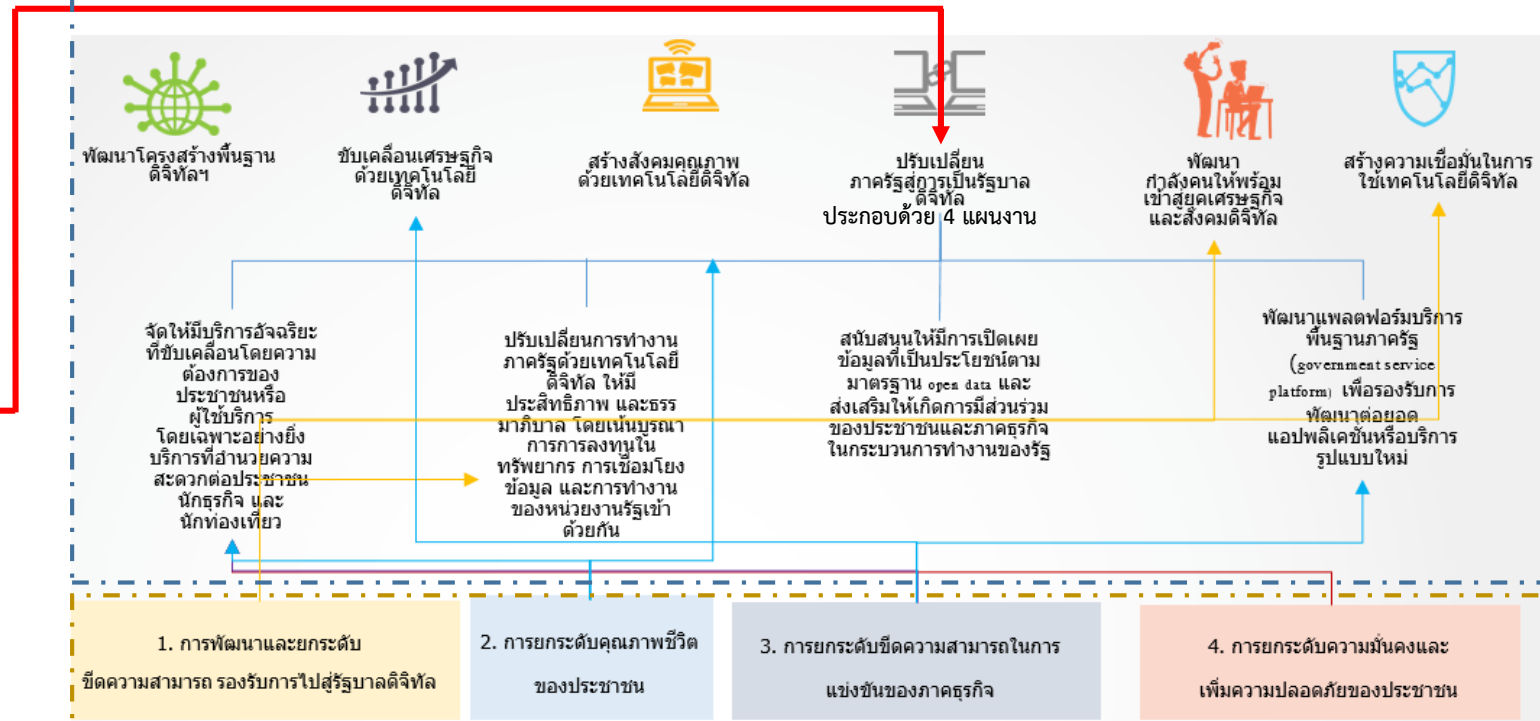 พัฒนาโครงสร้างพื้นฐาน
ดิจิทัลฯ
ขับเคลื่อนเศรษฐกิจ
ด้วยเทคโนโลยี
ดิจิทัล
สร้างสังคมคุณภาพ
ด้วยเทคโนโลยีดิจิทัล
ปรับเปลี่ยน
ภาครัฐสู่การเป็นรัฐบาล
ดิจิทัล
ประกอบด้วย 4 แผนงาน
พัฒนา
กำลังคนให้พร้อม
เข้าสู่ยุคเศรษฐกิจ
และสังคมดิจิทัล
สร้างความเชื่อมั่นในการ
ใช้เทคโนโลยีดิจิทัล
จัดให้มีบริการอัจฉริยะ
ที่ขับเคลื่อนโดยความ
ต้องการของ
ประชาชนหรือ
ผู้ใช้บริการ
โดยเฉพาะอย่างยิ่ง
บริการที่อำนวยความ
สะดวกต่อประชาชน
นักธุรกิจ และ
นักท่องเที่ยว
ปรับเปลี่ยนการทำงาน
ภาครัฐด้วยเทคโนโลยี
ดิจิทัล ให้มี
ประสิทธิภาพ และธรร
มาภิบาล โดยเน้นบูรณา
การการลงทุนใน
ทรัพยากร การเชื่อมโยง
ข้อมูล และการทำงาน
ของหน่วยงานรัฐเข้า
ด้วยกัน
สนับสนุนให้มีการเปิดเผย
ข้อมูลที่เป็นประโยชน์ตาม
มาตรฐาน open data และ
ส่งเสริมให้เกิดการมีส่วนร่วม
ของประชาชนและภาคธุรกิจ
ในกระบวนการทำงานของรัฐ
พัฒนาแพลตฟอร์มบริการ
พื้นฐานภาครัฐ
(government service
platform) เพื่อรองรับการ
พัฒนาต่อยอด
แอปพลิเคชันหรือบริการ
รูปแบบใหม่
1. การพัฒนาและยกระดับ
ขีดความสามารถ รองรับการไปสู่รัฐบาลดิจิทัล
2. การยกระดับคุณภาพชีวิต
ของประชาชน
3. การยกระดับขีดความสามารถในการ
แข่งขันของภาคธุรกิจ
4. การยกระดับความมั่นคงและ
เพิ่มความปลอดภัยของประชาชน